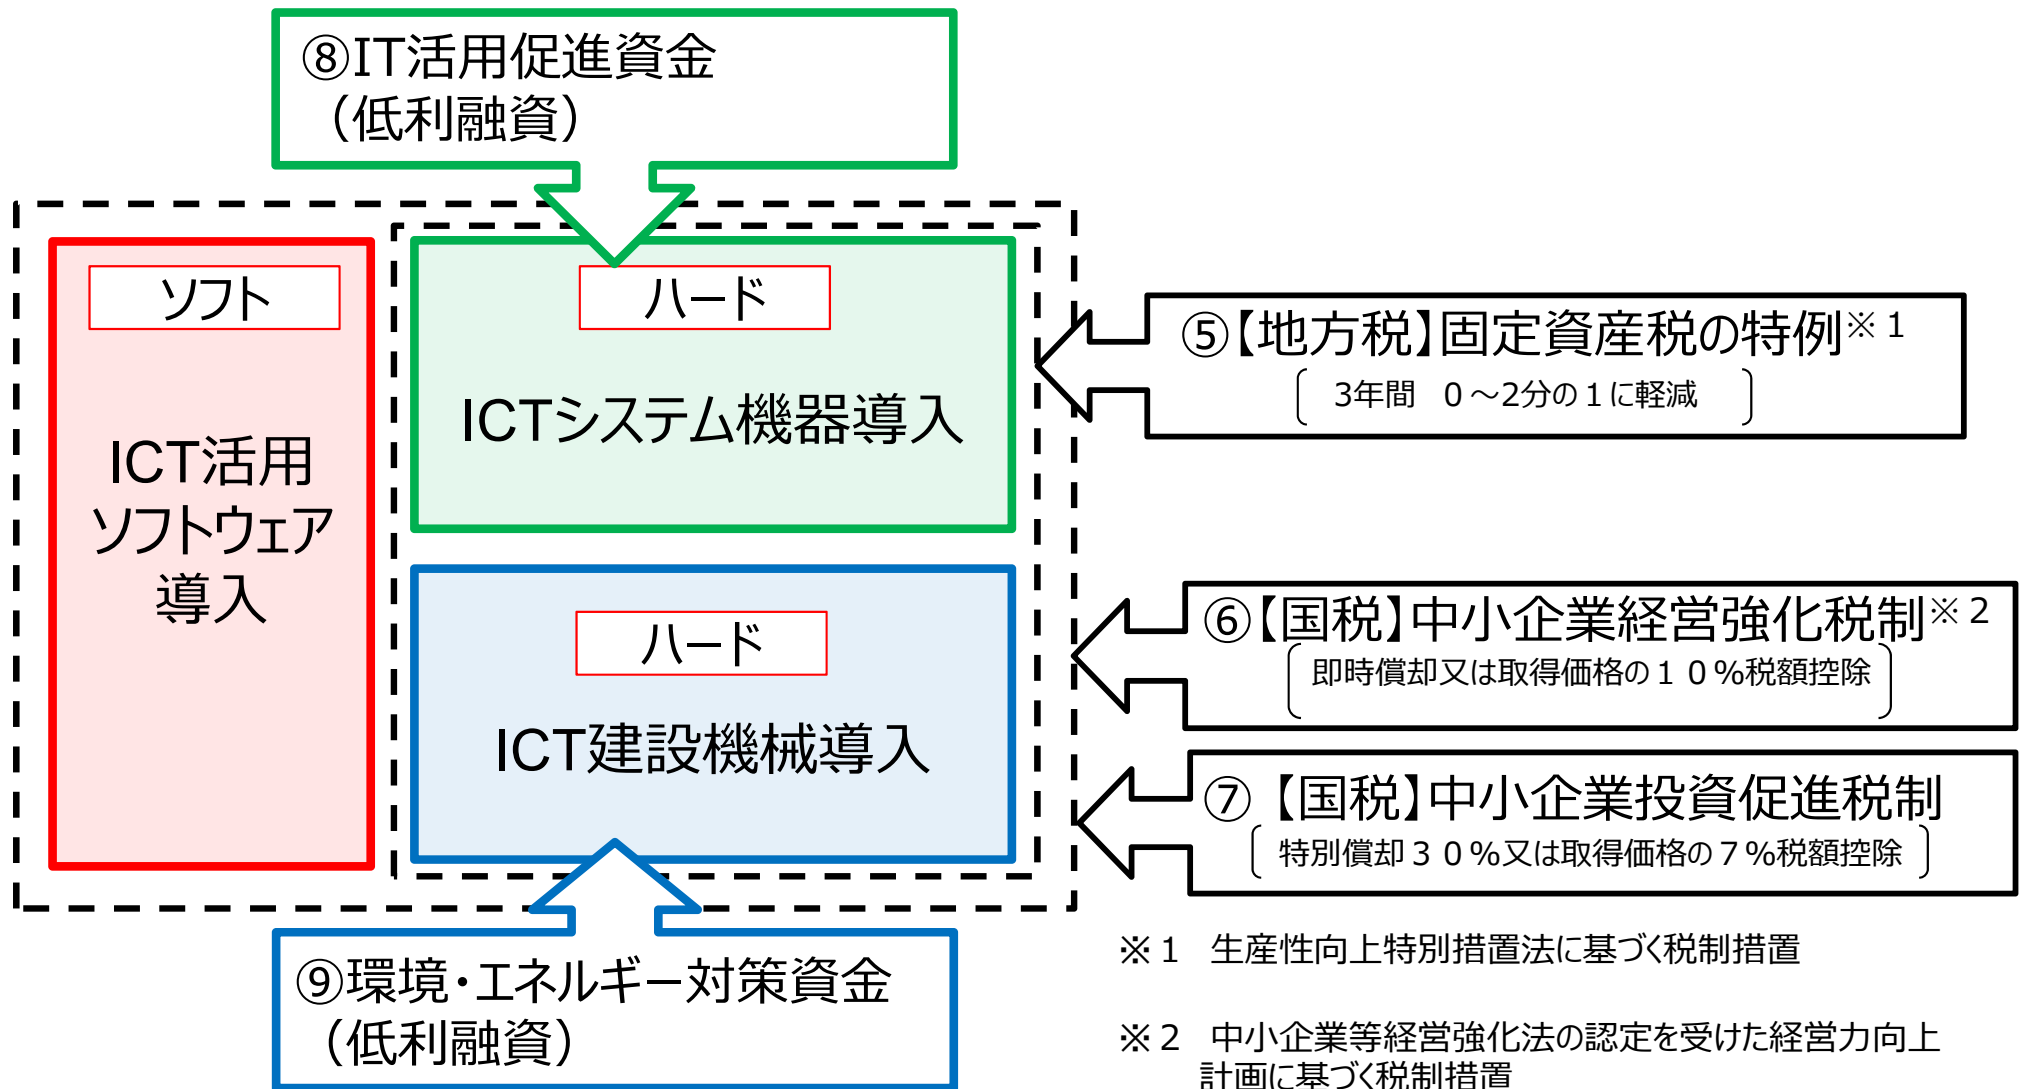 ⑧IT活用促進資金
（低利融資）
ソフト
ICT活用
ソフトウェア
導入
ハード
ICTシステム機器導入
ハード
ICT建設機械導入
⑤【地方税】固定資産税の特例※１
3年間　０～2分の１に軽減
⑥【国税】中小企業経営強化税制※２
即時償却又は取得価格の１０%税額控除
⑦【国税】中小企業投資促進税制
特別償却３０%又は取得価格の７%税額控除
⑨環境・エネルギー対策資金
（低利融資）
※１　生産性向上特別措置法に基づく税制措置
※２　中小企業等経営強化法の認定を受けた経営力向上
計画に基づく税制措置